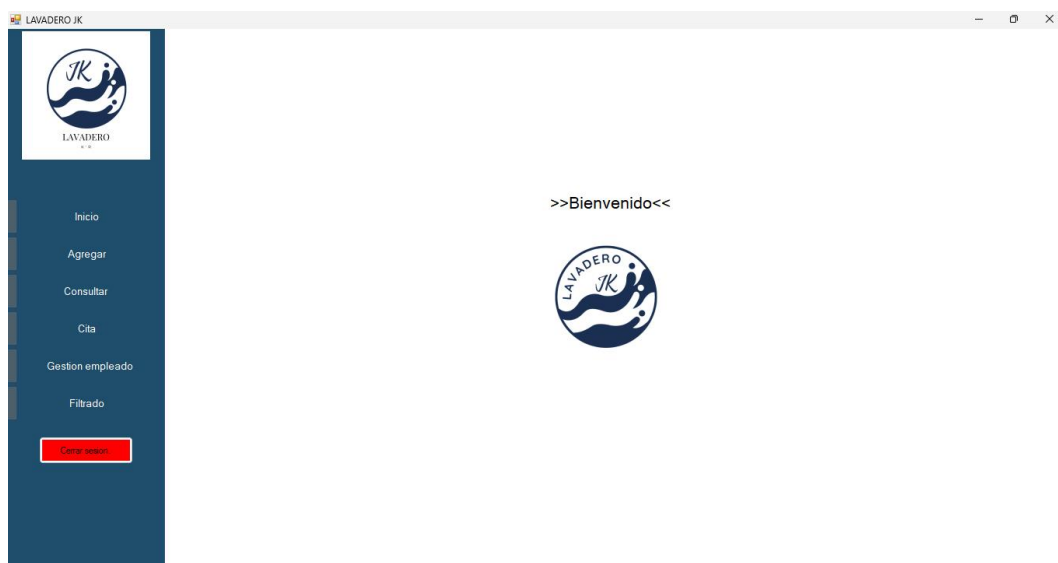 LAVADERO JK
JK
LAVADERO
Inicio
Agregar
Consultar
Cita
Gestion empleado
Filtrado
Cerrar sesion
>>Bienvenido<<
LAVADERO
JK